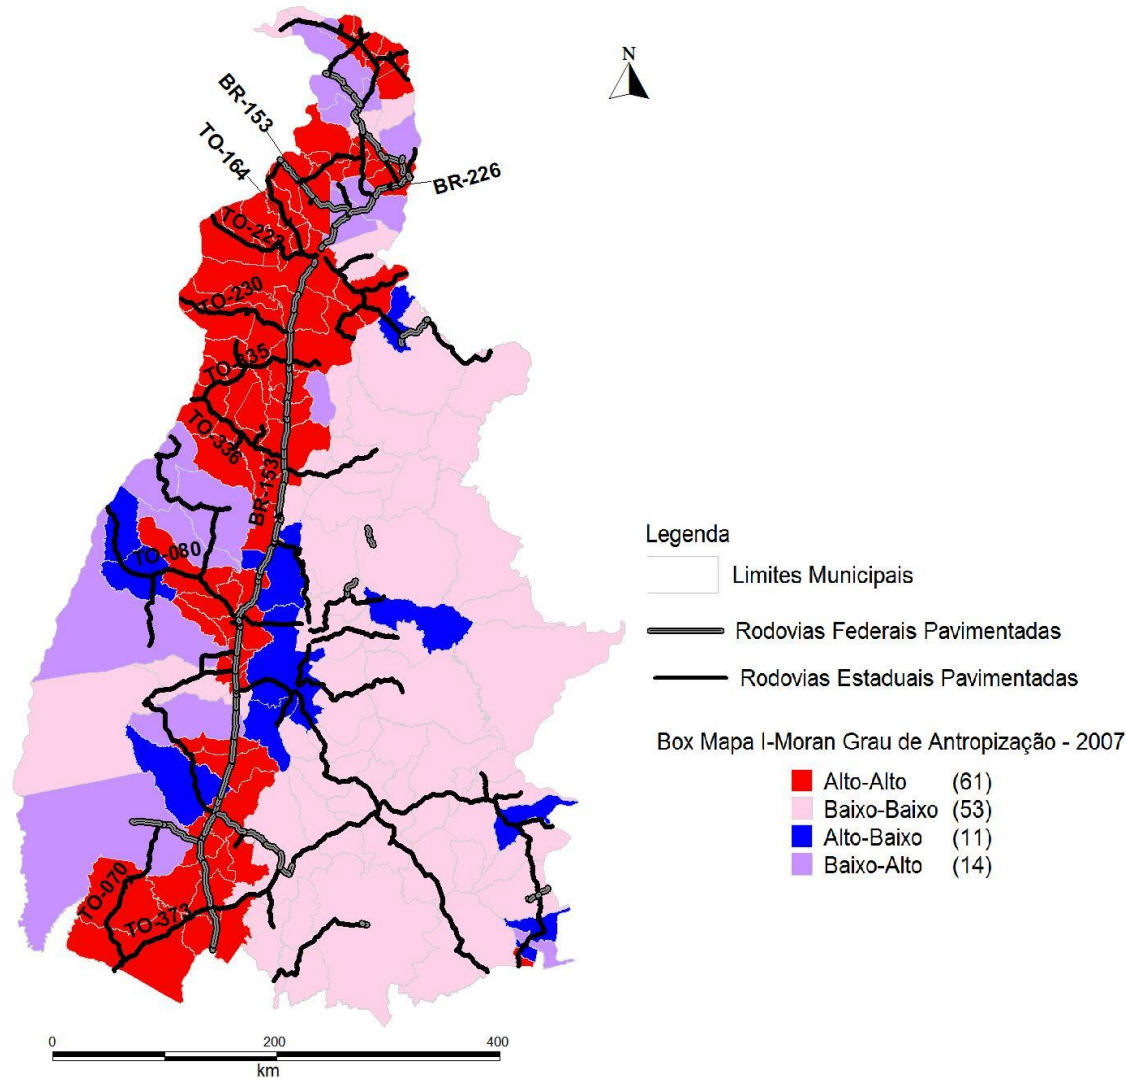 N
BR-153
TO-164
BR-226
TO-222
TO-230
TO-335
TO-336
BR-153
TO-080
TO-070
TO-373
Legenda
Limites Municipais
Rodovias Federais Pavimentadas
Rodovias Estaduais Pavimentadas
Box Mapa I-Moran Grau de Antropização - 2007
Alto-Alto (61)
Baixo-Baixo (53)
Alto-Baixo (11)
Baixo-Alto (14)
0 200 400
km